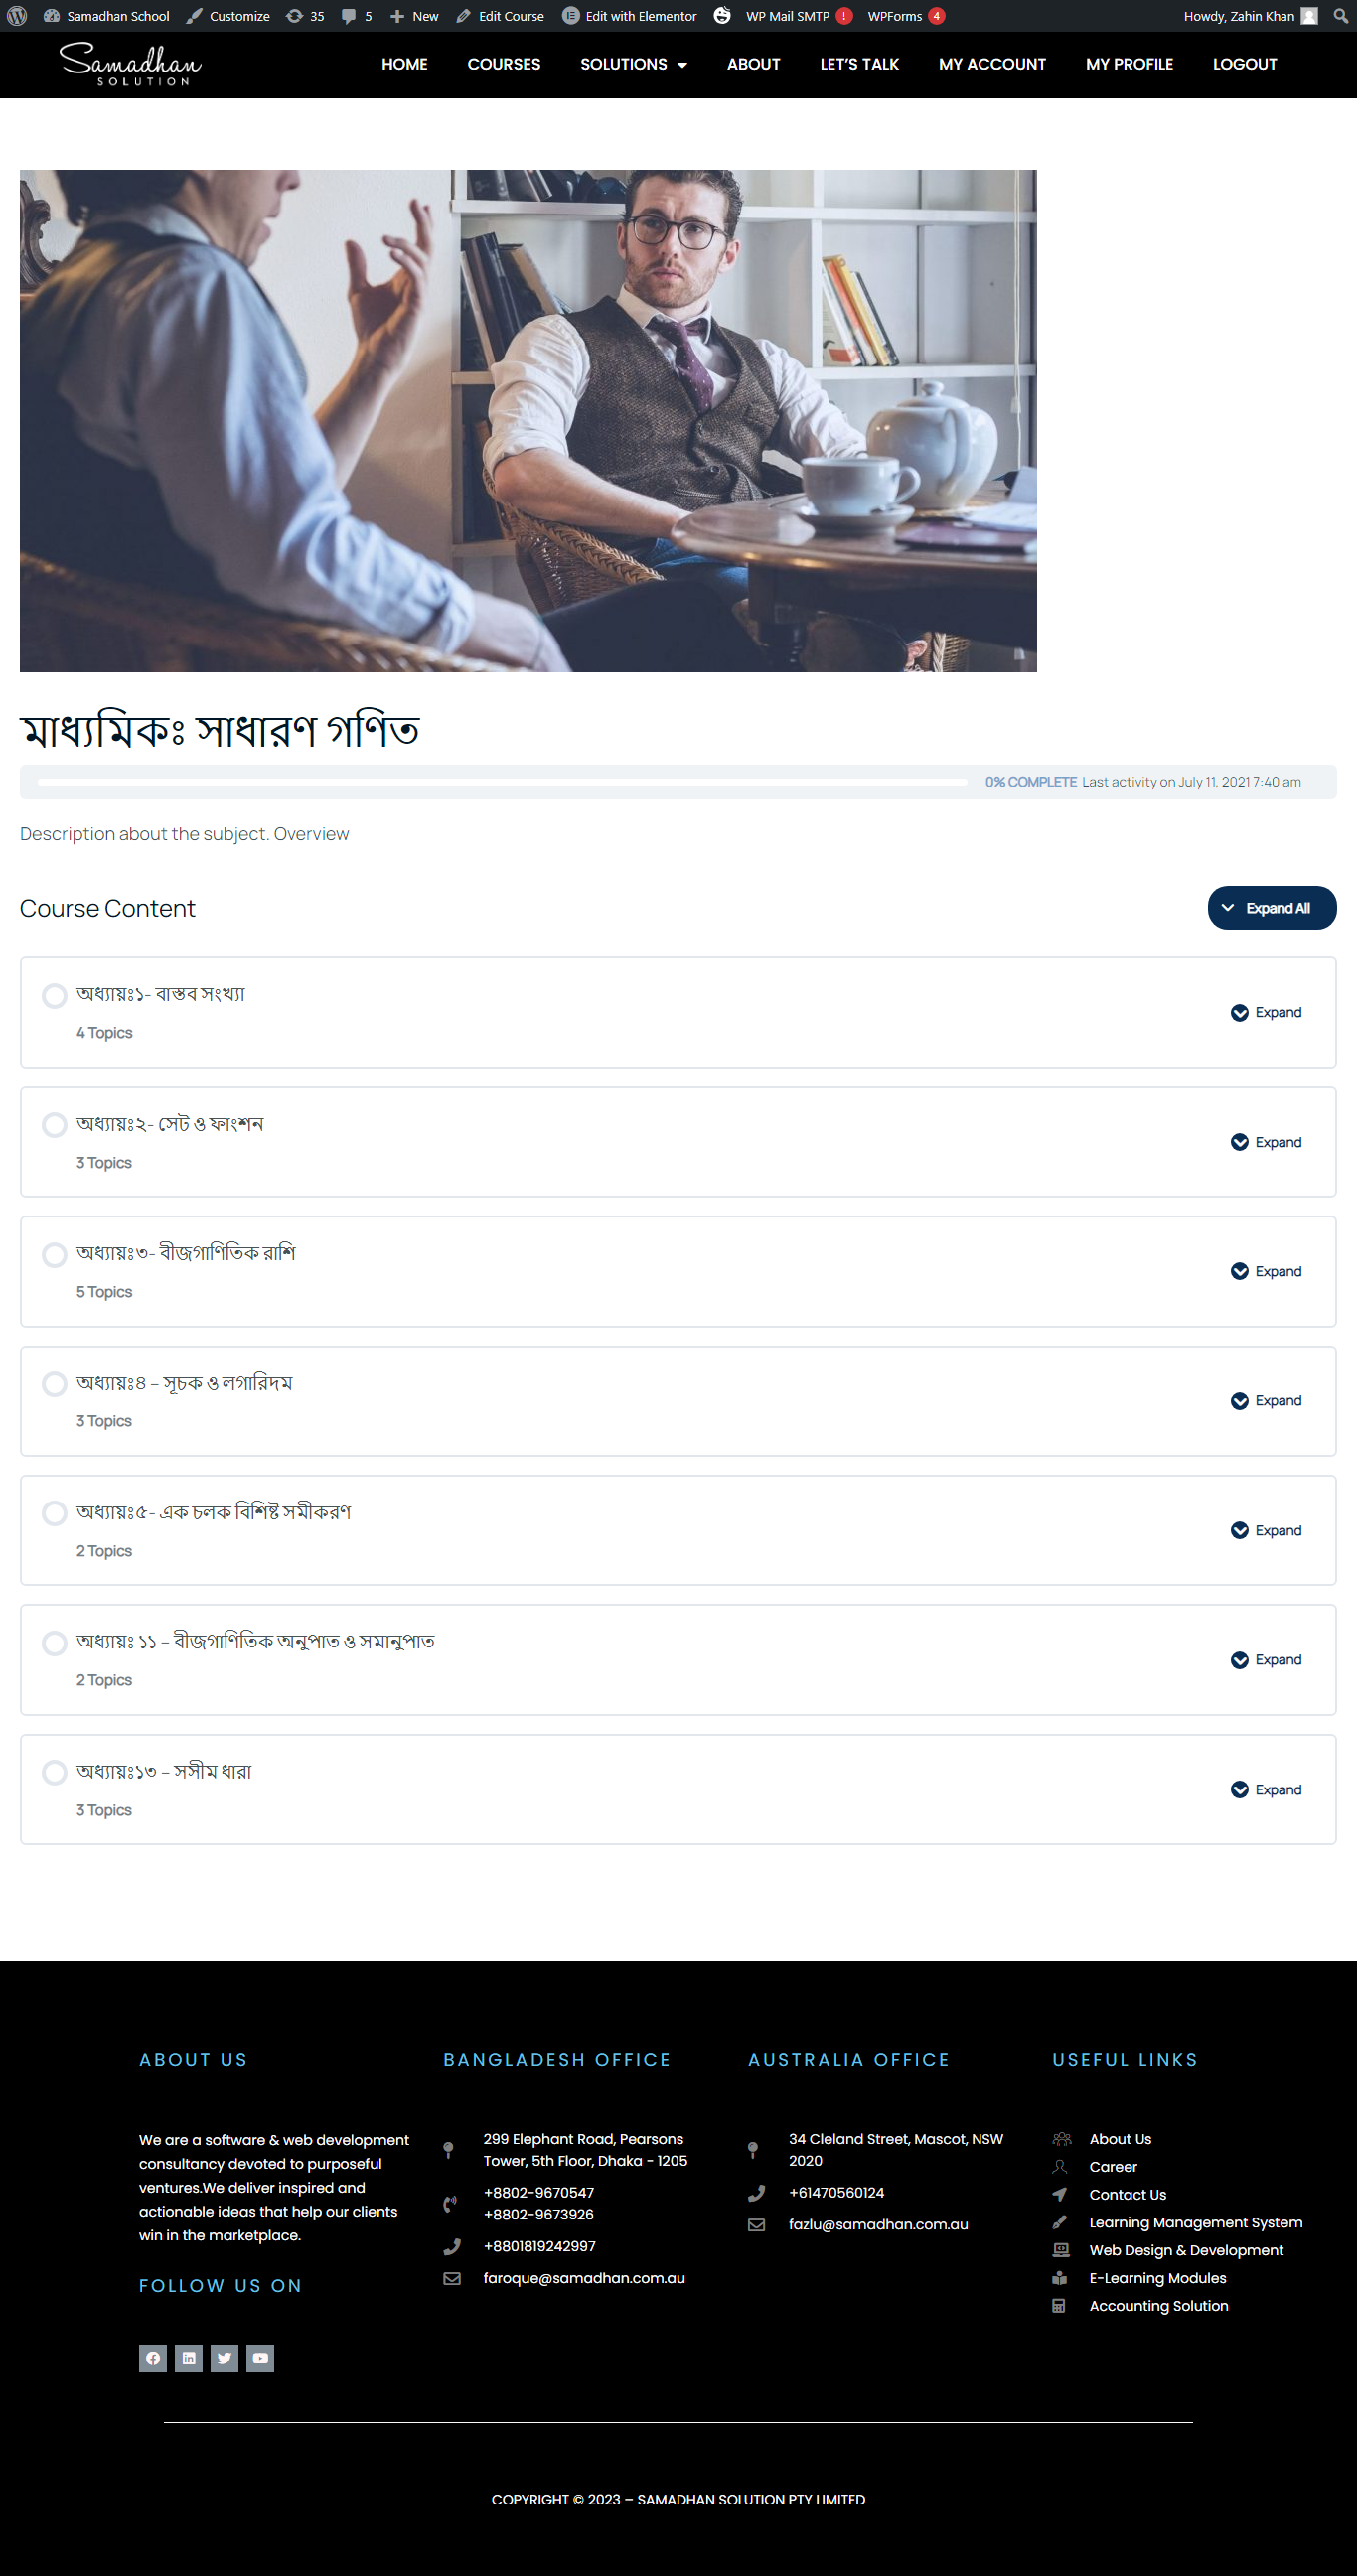 Samadhan School Customize 35 5 New Edit Course Edit with Elementor WP Mail SMTP ! WPForms 4 Howdy, Zahin Khan
Samadhan
SOLUTION
HOME COURSES SOLUTIONS ABOUT LET'S TALK MY ACCOUNT MY PROFILE LOGOUT
মাধ্যমিকঃ সাধারণ গণিত
0% COMPLETE Last activity on July 11, 2021 7:40 am
Description about the subject. Overview
Course Content
Expand All
অধ্যায়ঃ১- বাস্তব সংখ্যা
4 Topics
Expand
অধ্যায়ঃ২- সেট ও ফাংশন
3 Topics
Expand
অধ্যায়ঃ৩- বীজগাণিতিক রাশি
5 Topics
Expand
অধ্যায়ঃ৪ – সূচক ও লগারিদম
3 Topics
Expand
অধ্যায়ঃ৫- এক চলক বিশিষ্ট সমীকরণ
2 Topics
Expand
অধ্যায়ঃ ১১ – বীজগাণিতিক অনুপাত ও সমানুপাত
2 Topics
Expand
অধ্যায়ঃ১৩ – সসীম ধারা
3 Topics
Expand
ABOUT US
We are a software & web development
consultancy devoted to purposeful
ventures.We deliver inspired and
actionable ideas that help our clients
win in the marketplace.
FOLLOW US ON
BANGLADESH OFFICE
299 Elephant Road, Pearsons
Tower, 5th Floor, Dhaka - 1205
+8802-9670547
+8802-9673926
+8801819242997
faroque@samadhan.com.au
AUSTRALIA OFFICE
34 Cleland Street, Mascot, NSW
2020
+61470560124
fazlu@samadhan.com.au
USEFUL LINKS
About Us
Career
Contact Us
Learning Management System
Web Design & Development
E-Learning Modules
Accounting Solution
COPYRIGHT © 2023 – SAMADHAN SOLUTION PTY LIMITED